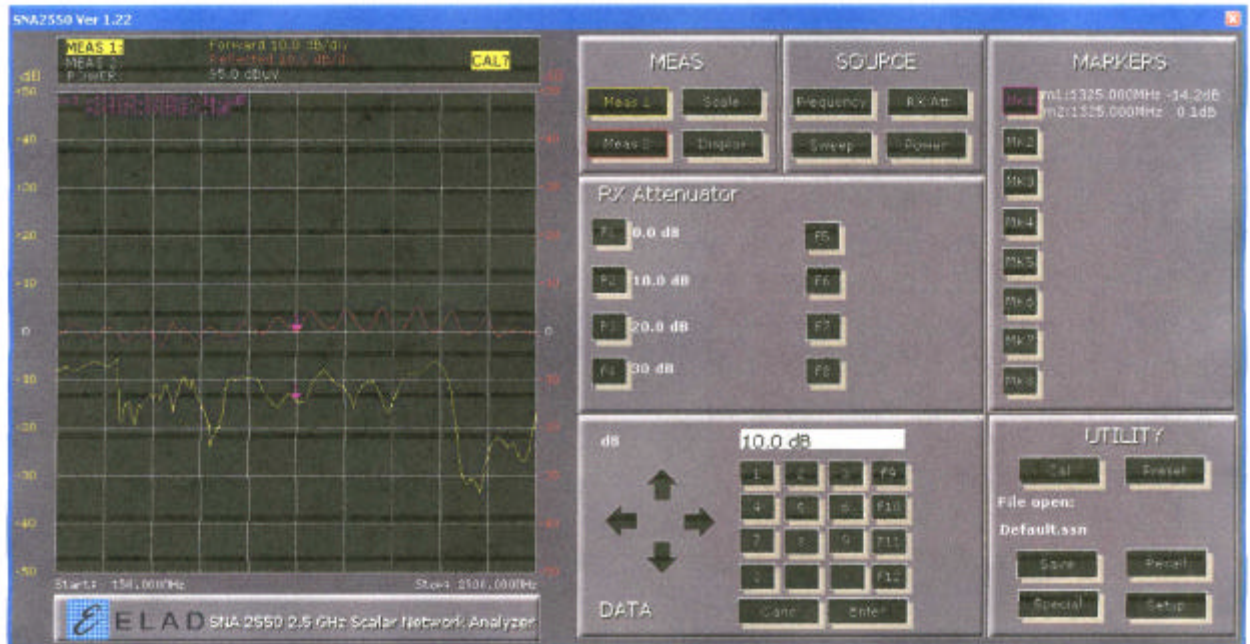 SNA2550 Ver 1.22
MEAS 1: Forward 10.0 dB/div
MEAS 2: Reflected 10.0 dB/div
POWER: 95.0 dBUV
CAL?
dB
+50
+40
+30
+20
+10
0
-10
-20
-30
-40
-50
0
Start: 150.000MHz
Stop: 2500.000MHz
ELAD SNA 2550 2.5 GHz Scalar Network Analyzer
MEAS
Meas 1 Scale
Meas 2 Display
SOURCE
Frequency RX Att
Sweep Power
MARKERS
Mk1 m1:1325.000MHz -14.2dB
m2:1325.000MHz 0.1dB
Mk2
Mk3
Mk4
Mk5
Mk6
Mk7
Mk8
RX Attenuator
F1 0.0 dB F5
F2 10.0 dB F6
F3 20.0 dB F7
F4 30 dB F8
dB 10.0 dB
1 2 3 F9
4 5 6 F10
7 8 9 F11
F12
DATA Canc Enter
UTILITY
Cal Preset
File open:
Default.ssn
Save Recall
Special Setup